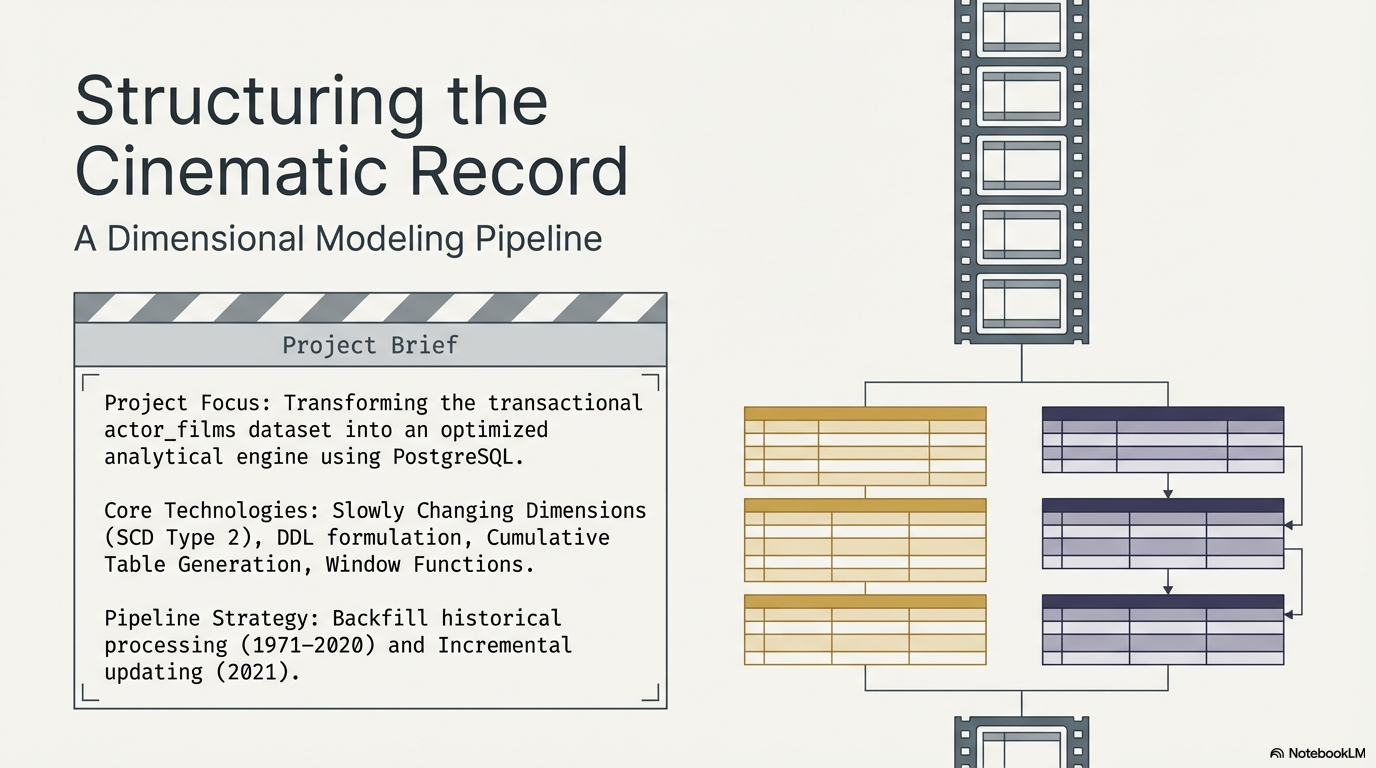 Structuring the
Cinematic Record
A Dimensional Modeling Pipeline
Project Brief
Project Focus: Transforming the transactional
actor_films dataset into an optimized
analytical engine using PostgreSQL.
Core Technologies: Slowly Changing Dimensions
(SCD Type 2), DDL formulation, Cumulative
Table Generation, Window Functions.
Pipeline Strategy: Backfill historical
processing (1971–2020) and Incremental
updating (2021).
NotebookLM